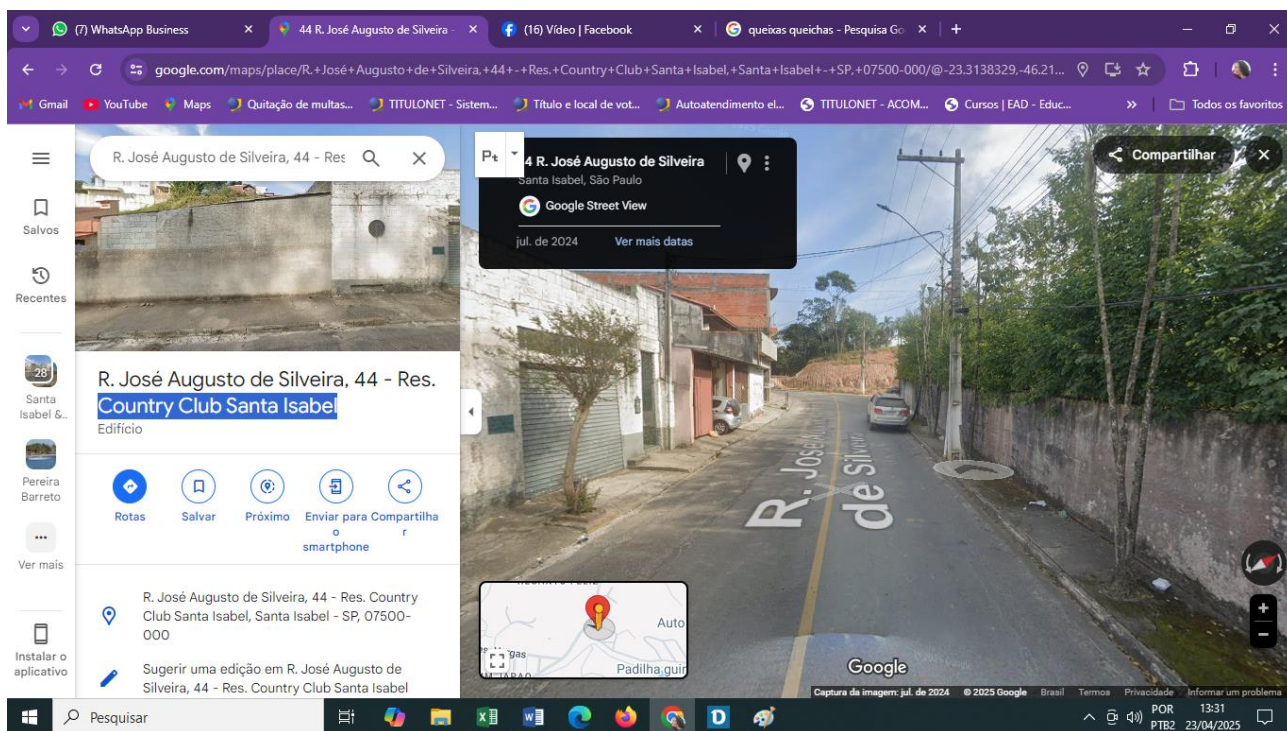 (7) WhatsApp Business
44 R. José Augusto de Silveira -
(16) Vídeo | Facebook
queixas queichas - Pesquisa Go
google.com/maps/place/R.+José+Augusto+de+Silveira,+44+-+Res.+Country+Club+Santa+Isabel,+Santa+Isabel+-+SP,+07500-000/@-23.3138329,-46.21...
Gmail
YouTube
Maps
Quitação de multas...
TITULONET - Sistem...
Título e local de vot...
Autoatendimento el...
TITULONET - ACOM...
Cursos | EAD - Educ...
»
Todos os favoritos
R. José Augusto de Silveira, 44 - Res
Salvos
Recentes
28
Santa
Isabel &..
Pereira
Barreto
Ver mais
Instalar o
aplicativo
R. José Augusto de Silveira, 44 - Res.
Country Club Santa Isabel
Edifício
Rotas
Salvar
Próximo
Enviar para
o
smartphone
Compartilha
r
R. José Augusto de Silveira, 44 - Res. Country
Club Santa Isabel, Santa Isabel - SP, 07500-
000
Sugerir uma edição em R. José Augusto de
Silveira, 44 - Res. Country Club Santa Isabel
Pt
4 R. José Augusto de Silveira
Santa Isabel, São Paulo
Google Street View
jul. de 2024
Ver mais datas
Compartilhar
R. Jose Au
de Silveira
Auto
gas
Padilha guin
Google
Captura da imagem: jul. de 2024
© 2025 Google
Brasil
Termos
Privacidade
Informar um problema
Pesquisar
POR
PTB2
13:31
23/04/2025